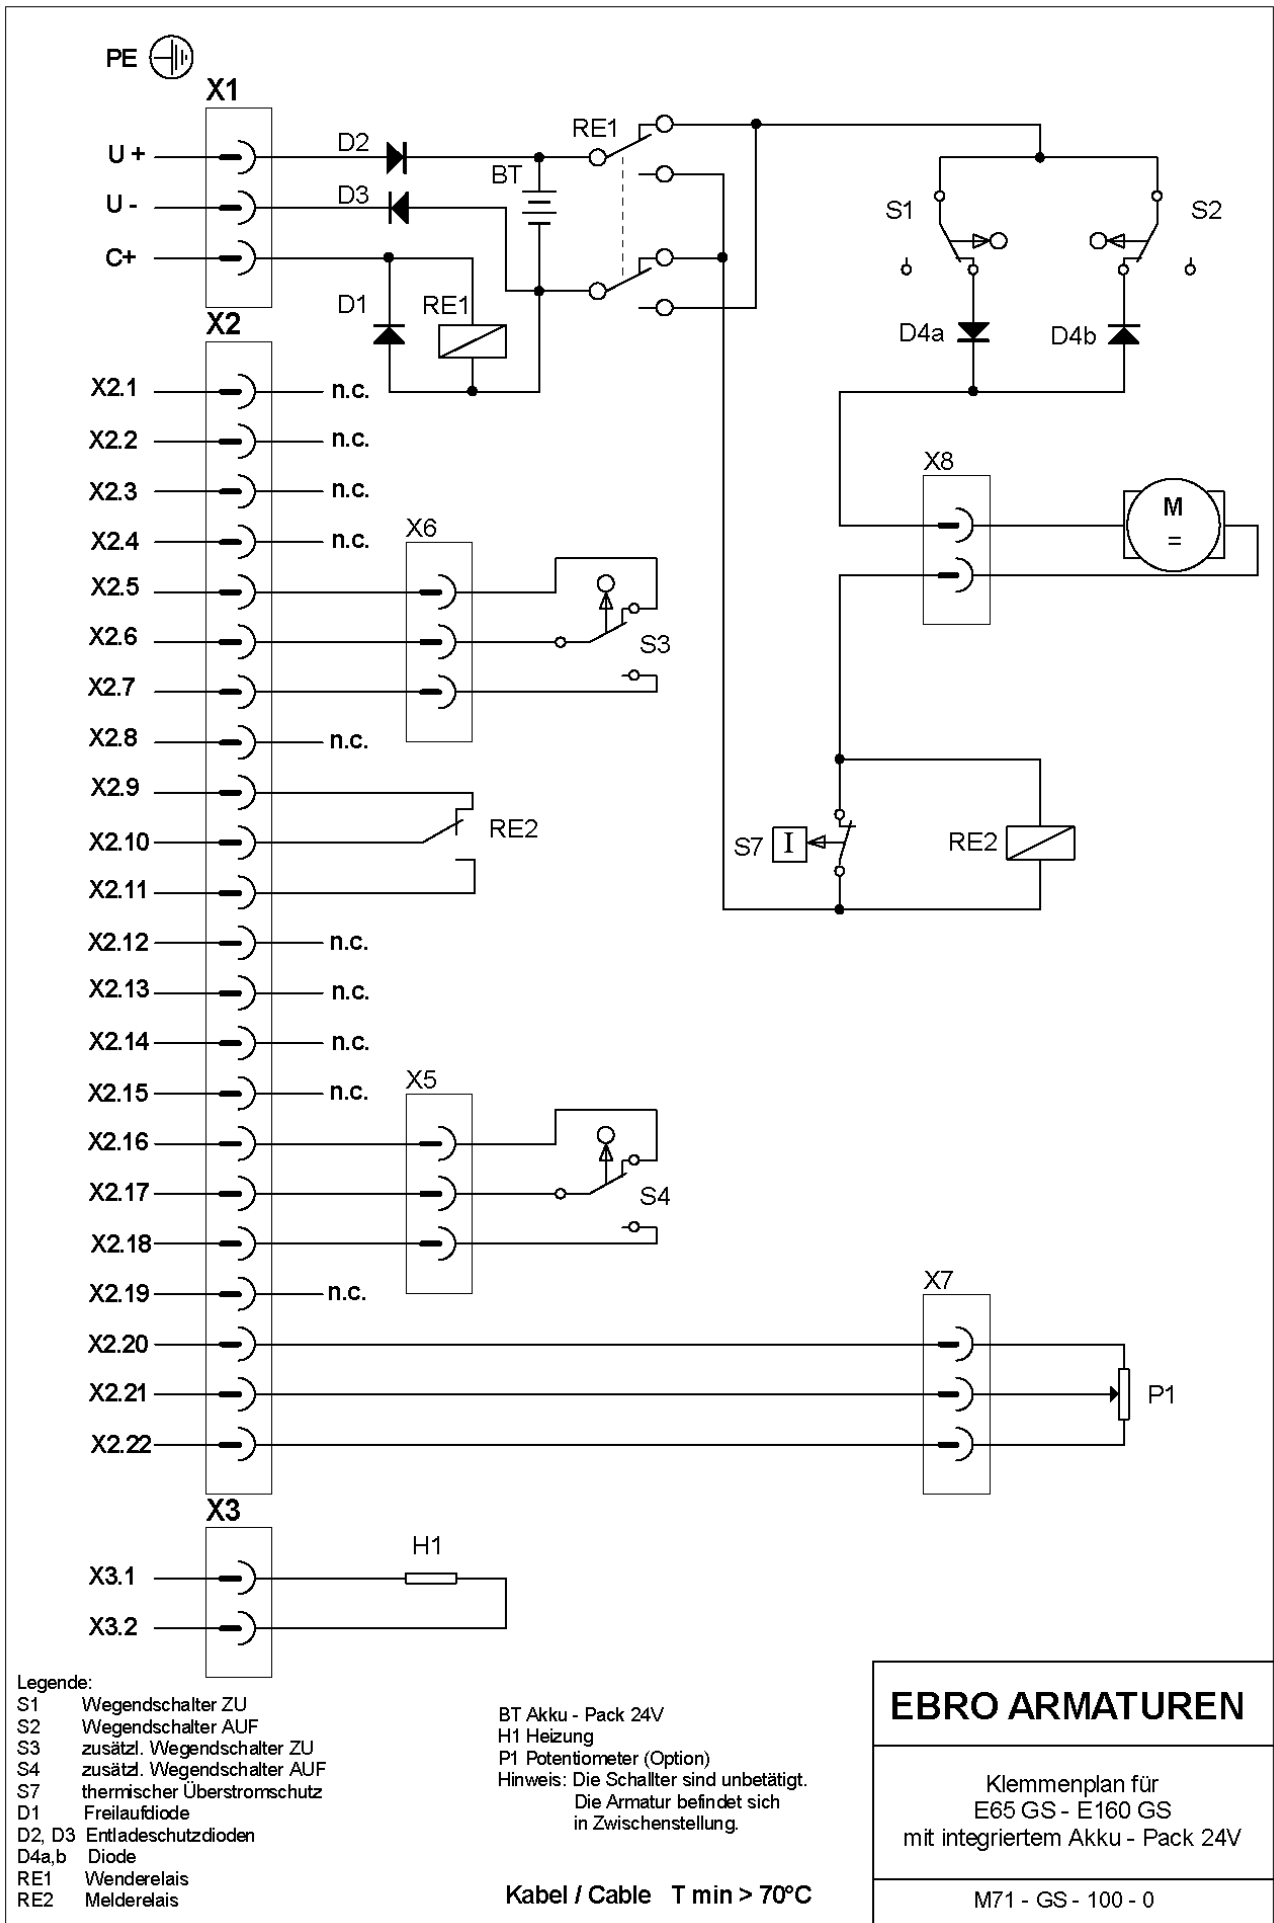 PE
X1
U +
D2
RE1
BT
U -
D3
S1
S2
C+
D1
RE1
X2
D4a
D4b
X2.1
n.c.
X2.2
n.c.
X2.3
n.c.
X8
M
=
X2.4
n.c.
X6
X2.5
X2.6
S3
X2.7
X2.8
n.c.
X2.9
X2.10
RE2
S7
I
RE2
X2.11
X2.12
n.c.
X2.13
n.c.
X2.14
n.c.
X2.15
n.c.
X5
X2.16
X2.17
S4
X2.18
X2.19
n.c.
X7
X2.20
X2.21
P1
X2.22
X3
H1
X3.1
X3.2
Legende:
S1 Wegendschalter ZU
S2 Wegendschalter AUF
S3 zusätzl. Wegendschalter ZU
S4 zusätzl. Wegendschalter AUF
S7 thermischer Überstromschutz
D1 Freilaufdiode
D2, D3 Entladeschutzdioden
D4a,b Diode
RE1 Wenderelais
RE2 Melderelais
BT Akku - Pack 24V
H1 Heizung
P1 Potentiometer (Option)
Hinweis: Die Schallter sind unbetätigt.
Die Armatur befindet sich
in Zwischenstellung.
Kabel / Cable T min > 70°C
EBRO ARMATUREN
Klemmenplan für
E65 GS - E160 GS
mit integriertem Akku - Pack 24V
M71 - GS - 100 - 0